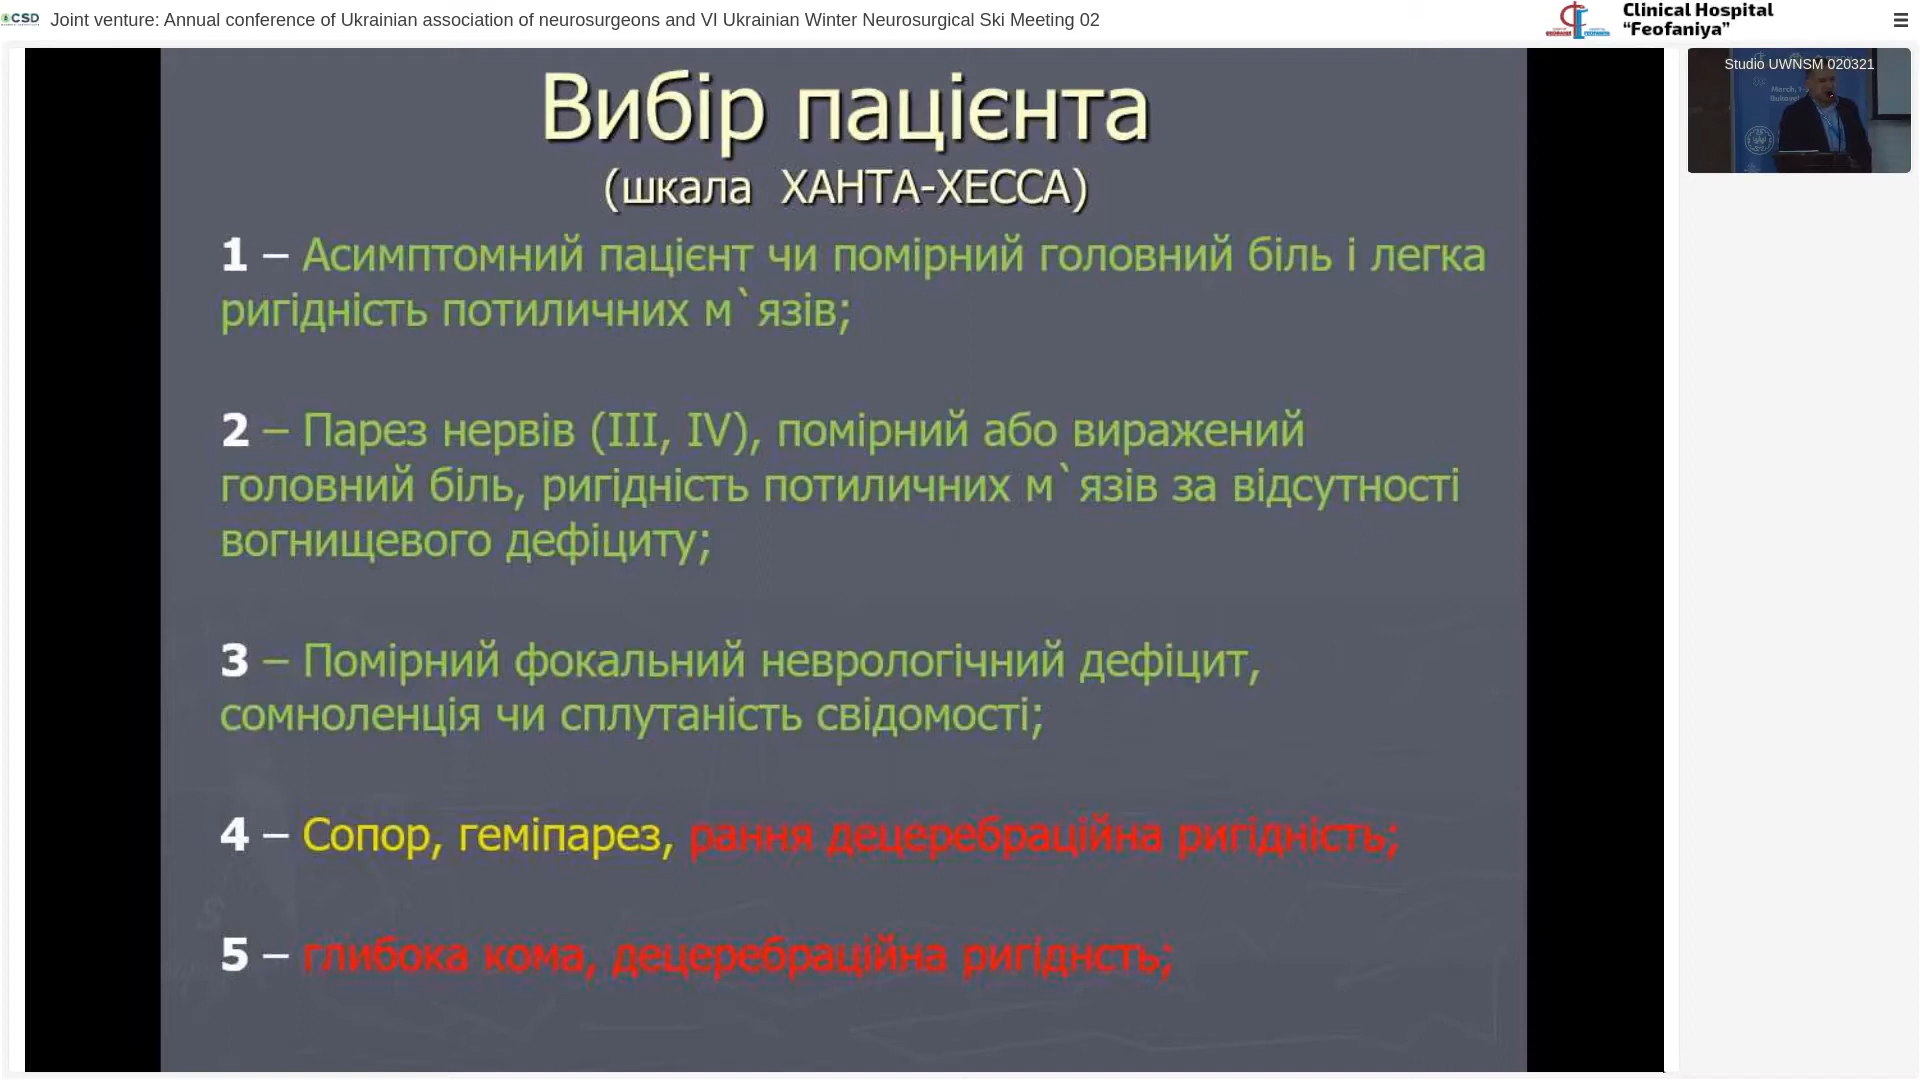 CSD
Joint venture: Annual conference of Ukrainian association of neurosurgeons and VI Ukrainian Winter Neurosurgical Ski Meeting 02
Clinical Hospital
“Feofaniya”
Studio UWNSM 020321
Вибір пацієнта
(шкала ХАНТА-ХЕССА)
1 – Асимптомний пацієнт чи помірний головний біль і легка
ригідність потиличних м`язів;
2 – Парез нервів (III, IV), помірний або виражений
головний біль, ригідність потиличних м`язів за відсутності
вогнищевого дефіциту;
3 – Помірний фокальний неврологічний дефіцит,
сомноленція чи сплутаність свідомості;
4 – Сопор, геміпарез, рання децеребраційна ригідність;
5 – глибока кома, децеребраційна ригіднсть;